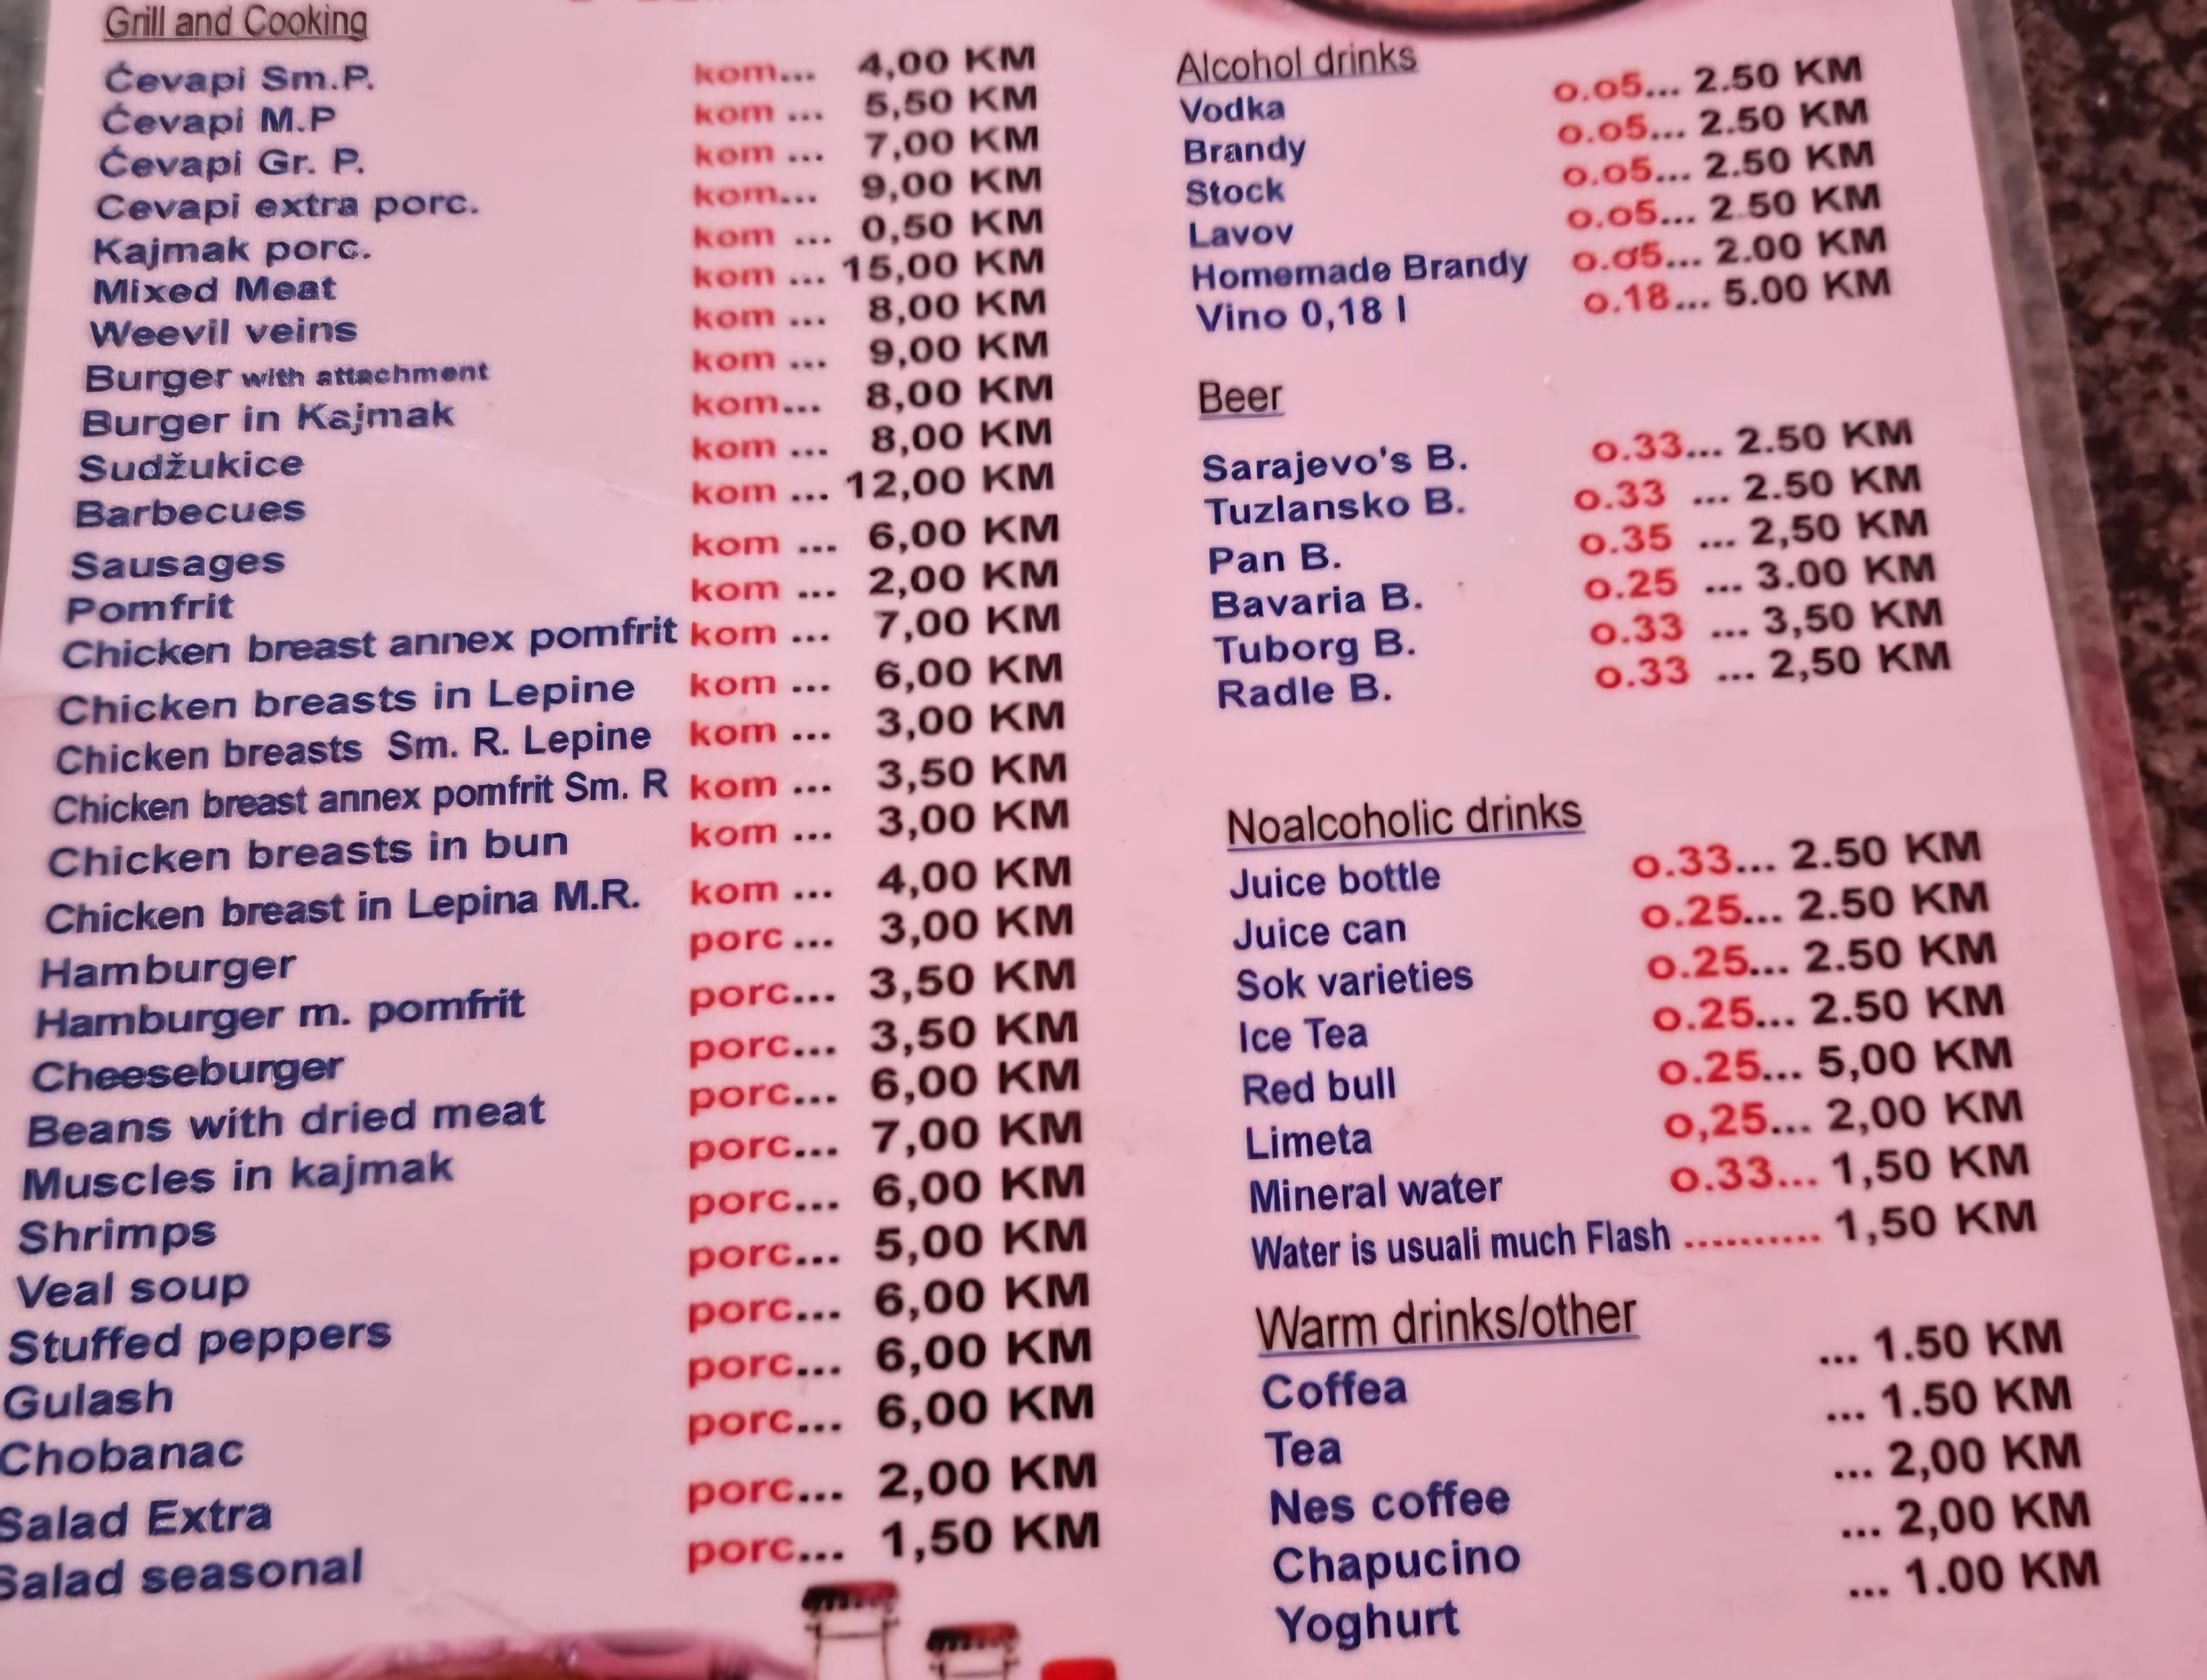 Grill and Cooking
Ćevapi Sm.P. kom... 4,00 KM
Ćevapi M.P kom ... 5,50 KM
Ćevapi Gr. P. kom ... 7,00 KM
Cevapi extra porc. kom... 9,00 KM
Kajmak porc. kom ... 0,50 KM
Mixed Meat kom ... 15,00 KM
Weevil veins kom ... 8,00 KM
Burger with attachment kom ... 9,00 KM
Burger in Kajmak kom... 8,00 KM
Sudžukice kom ... 8,00 KM
Barbecues kom ... 12,00 KM
Sausages kom ... 6,00 KM
Pomfrit kom ... 2,00 KM
Chicken breast annex pomfrit kom ... 7,00 KM
Chicken breasts in Lepine kom ... 6,00 KM
Chicken breasts Sm. R. Lepine kom ... 3,00 KM
Chicken breast annex pomfrit Sm. R kom ... 3,50 KM
Chicken breasts in bun kom ... 3,00 KM
Chicken breast in Lepina M.R. kom ... 4,00 KM
Hamburger porc ... 3,00 KM
Hamburger m. pomfrit porc... 3,50 KM
Cheeseburger porc... 3,50 KM
Beans with dried meat porc... 6,00 KM
Muscles in kajmak porc... 7,00 KM
Shrimps porc... 6,00 KM
Veal soup porc... 5,00 KM
Stuffed peppers porc... 6,00 KM
Gulash porc... 6,00 KM
Chobanac porc... 6,00 KM
Salad Extra porc... 2,00 KM
Salad seasonal porc... 1,50 KM
Alcohol drinks
Vodka o.o5... 2.50 KM
Brandy o.o5... 2.50 KM
Stock o.o5... 2.50 KM
Lavov o.o5... 2.50 KM
Homemade Brandy o.o5... 2.00 KM
Vino 0,18 l o.18... 5.00 KM
Beer
Sarajevo's B. o.33... 2.50 KM
Tuzlansko B. o.33 ... 2.50 KM
Pan B. o.35 ... 2,50 KM
Bavaria B. o.25 ... 3.00 KM
Tuborg B. o.33 ... 3,50 KM
Radle B. o.33 ... 2,50 KM
Noalcoholic drinks
Juice bottle o.33... 2.50 KM
Juice can o.25... 2.50 KM
Sok varieties o.25... 2.50 KM
Ice Tea o.25... 2.50 KM
Red bull o.25... 5,00 KM
Limeta o,25... 2,00 KM
Mineral water o.33... 1,50 KM
Water is usuali much Flash .......... 1,50 KM
Warm drinks/other
Coffea ... 1.50 KM
Tea ... 1.50 KM
Nes coffee ... 2,00 KM
Chapucino ... 2,00 KM
Yoghurt ... 1.00 KM